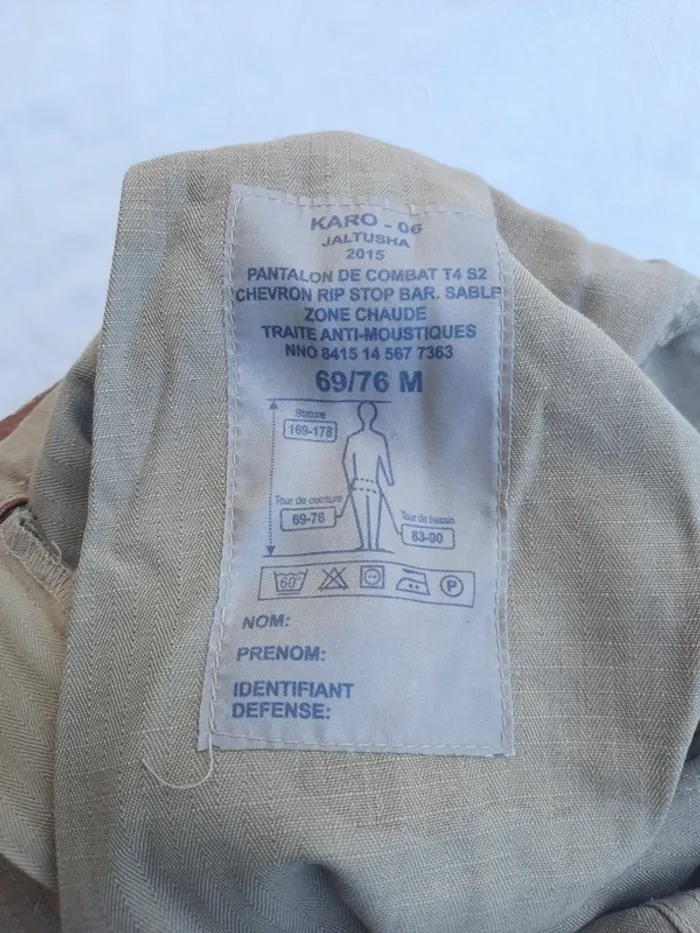 KARO - 06
JALTUSHA
2015
PANTALON DE COMBAT T4 S2
CHEVRON RIP STOP BAR. SABLE
ZONE CHAUDE
TRAITE ANTI-MOUSTIQUES
NNO 8415 14 567 7363
69/76 M
Stature
169-178
Tour de ceinture
69-76
Tour de bassin
83-90
60°
P
NOM:
PRENOM:
IDENTIFIANT
DEFENSE: